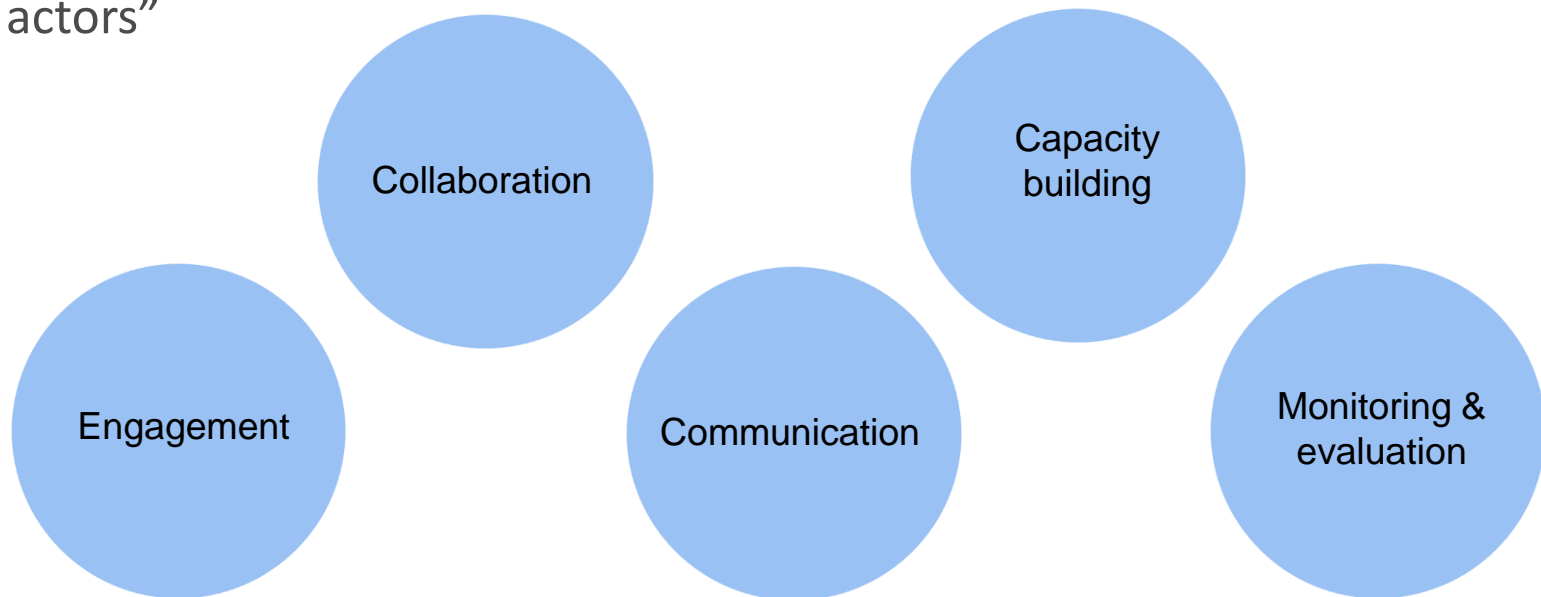 actors”
Collaboration
Capacity
building
Engagement
Communication
Monitoring &
evaluation